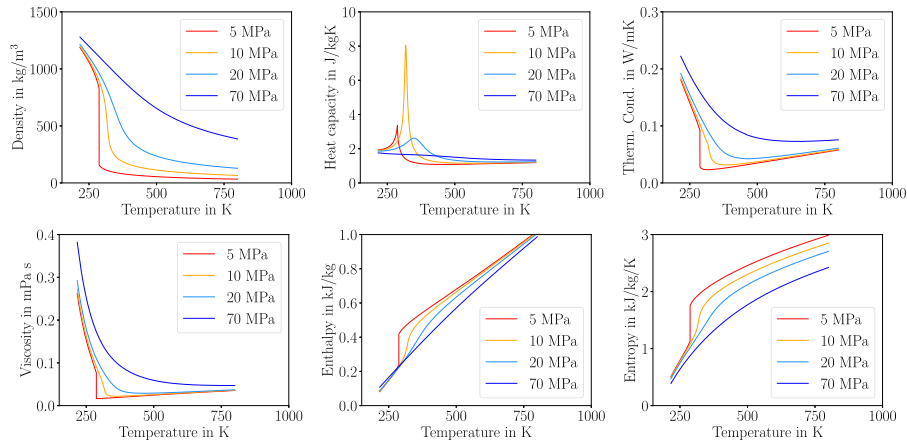 Density in kg/m³
1500
1000
500
0
250
500
750
1000
Temperature in K
5 MPa
10 MPa
20 MPa
70 MPa
Heat capacity in J/kgK
10
8
6
4
2
0
250
500
750
1000
Temperature in K
5 MPa
10 MPa
20 MPa
70 MPa
Therm. Cond. in W/mK
0.3
0.2
0.1
0.0
250
500
750
1000
Temperature in K
5 MPa
10 MPa
20 MPa
70 MPa
Viscosity in mPa s
0.4
0.3
0.2
0.1
0.0
250
500
750
1000
Temperature in K
5 MPa
10 MPa
20 MPa
70 MPa
Enthalpy in kJ/kg
1.0
0.8
0.6
0.4
0.2
0.0
250
500
750
1000
Temperature in K
5 MPa
10 MPa
20 MPa
70 MPa
Entropy in kJ/kg/K
3
2
1
0
250
500
750
1000
Temperature in K
5 MPa
10 MPa
20 MPa
70 MPa